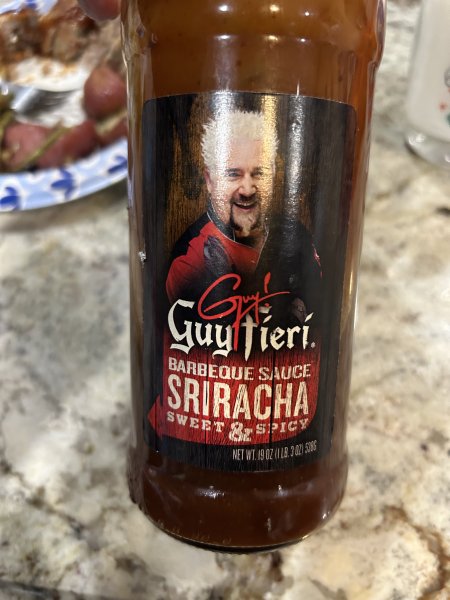 Guy!
Guy Fieri®
BARBEQUE SAUCE
SRIRACHA
SWEET & SPICY
NET WT. 19 OZ (1 LB. 3 OZ) 538G